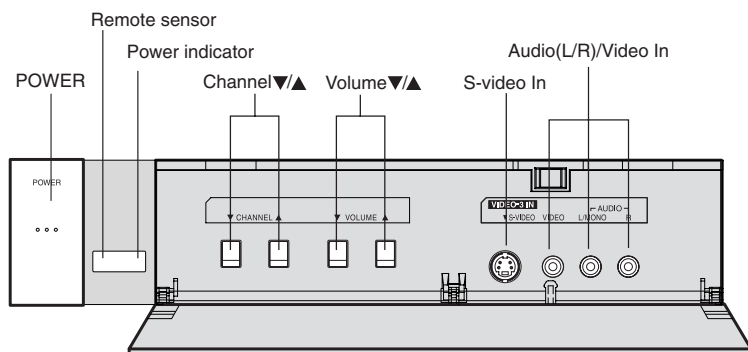 Remote sensor
Power indicator
Audio(L/R)/Video In
POWER
Channel▼/▲
Volume▼/▲
S-video In
POWER
VIDEO-3 IN
AUDIO
▼ CHANNEL ▲
▼ VOLUME ▲
▼ S-VIDEO VIDEO L/MONO R